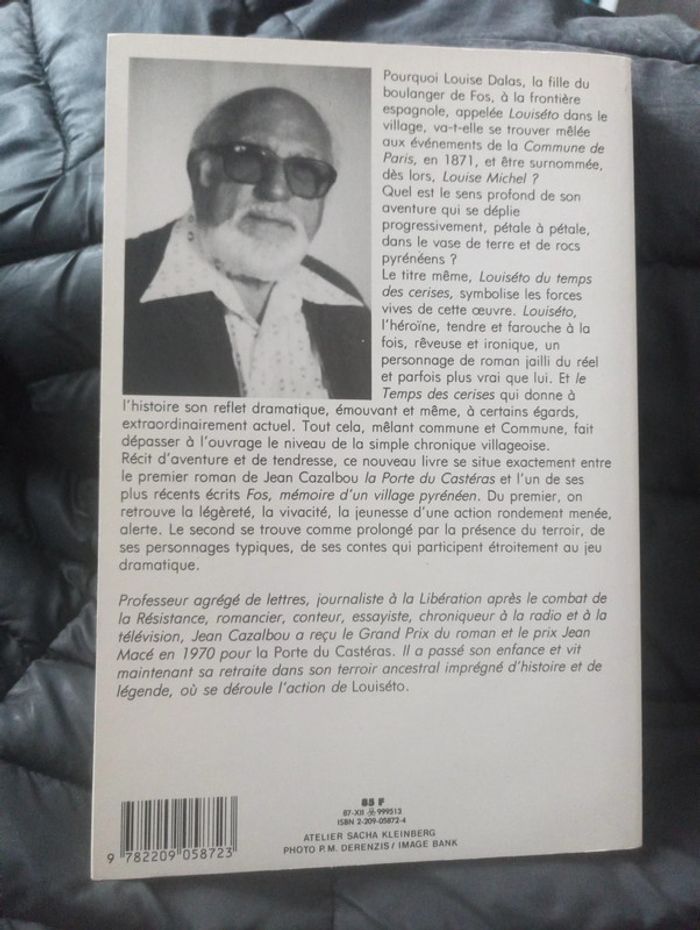 Pourquoi Louise Dalas, la fille du
boulanger de Fos, à la frontière
espagnole, appelée Louiséto dans le
village, va-t-elle se trouver mêlée
aux événements de la Commune de
Paris, en 1871, et être surnommée,
dès lors, Louise Michel ?
Quel est le sens profond de son
aventure qui se déplie
progressivement, pétale à pétale,
dans le vase de terre et de rocs
pyrénéens ?
Le titre même, Louiséto du temps
des cerises, symbolise les forces
vives de cette œuvre. Louiséto,
l'héroïne, tendre et farouche à la
fois, rêveuse et ironique, un
personnage de roman jailli du réel
et parfois plus vrai que lui. Et le
Temps des cerises qui donne à
l'histoire son reflet dramatique, émouvant et même, à certains égards,
extraordinairement actuel. Tout cela, mêlant commune et Commune, fait
dépasser à l'ouvrage le niveau de la simple chronique villageoise.
Récit d'aventure et de tendresse, ce nouveau livre se situe exactement entre
le premier roman de Jean Cazalbou la Porte du Castéras et l'un de ses
plus récents écrits Fos, mémoire d'un village pyrénéen. Du premier, on
retrouve la légèreté, la vivacité, la jeunesse d'une action rondement menée,
alerte. Le second se trouve comme prolongé par la présence du terroir, de
ses personnages typiques, de ses contes qui participent étroitement au jeu
dramatique.
Professeur agrégé de lettres, journaliste à la Libération après le combat de
la Résistance, romancier, conteur, essayiste, chroniqueur à la radio et à la
télévision, Jean Cazalbou a reçu le Grand Prix du roman et le prix Jean
Macé en 1970 pour la Porte du Castéras. Il a passé son enfance et vit
maintenant sa retraite dans son terroir ancestral imprégné d'histoire et de
légende, où se déroule l'action de Louiséto.
85 F
87-XII 999513
ISBN 2-209-05872-4
ATELIER SACHA KLEINBERG
PHOTO P.M. DERENZIS / IMAGE BANK
9 782209 058723